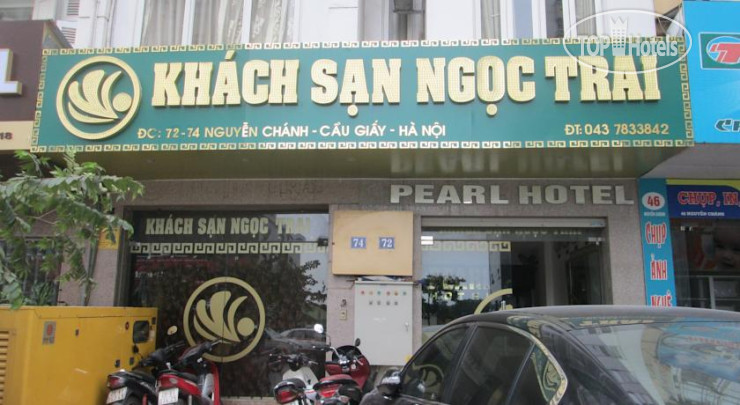 TOP Hotels
KHÁCH SẠN NGỌC TRAI
ĐC: 72-74 NGUYỄN CHÁNH - CẦU GIẤY - HÀ NỘI
ĐT: 043 7833842
PEARL HOTEL
KHÁCH SẠN NGỌC TRAI
74
72
46
CHỤP, IN
CHỤP
ẢNH